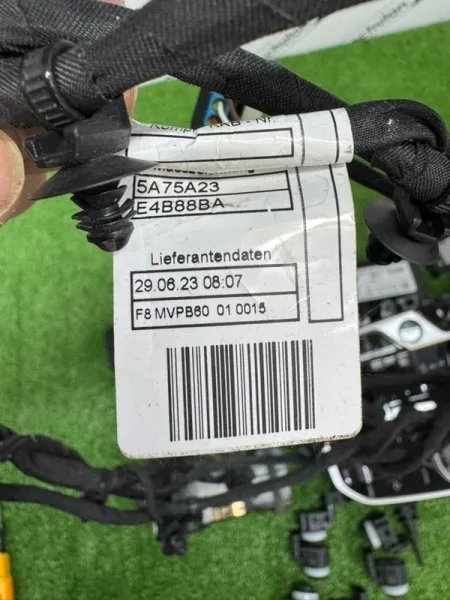 5A75A23
E4B88BA
Lieferantendaten
29.06.23 08:07
F8 MVPB60 01 0015